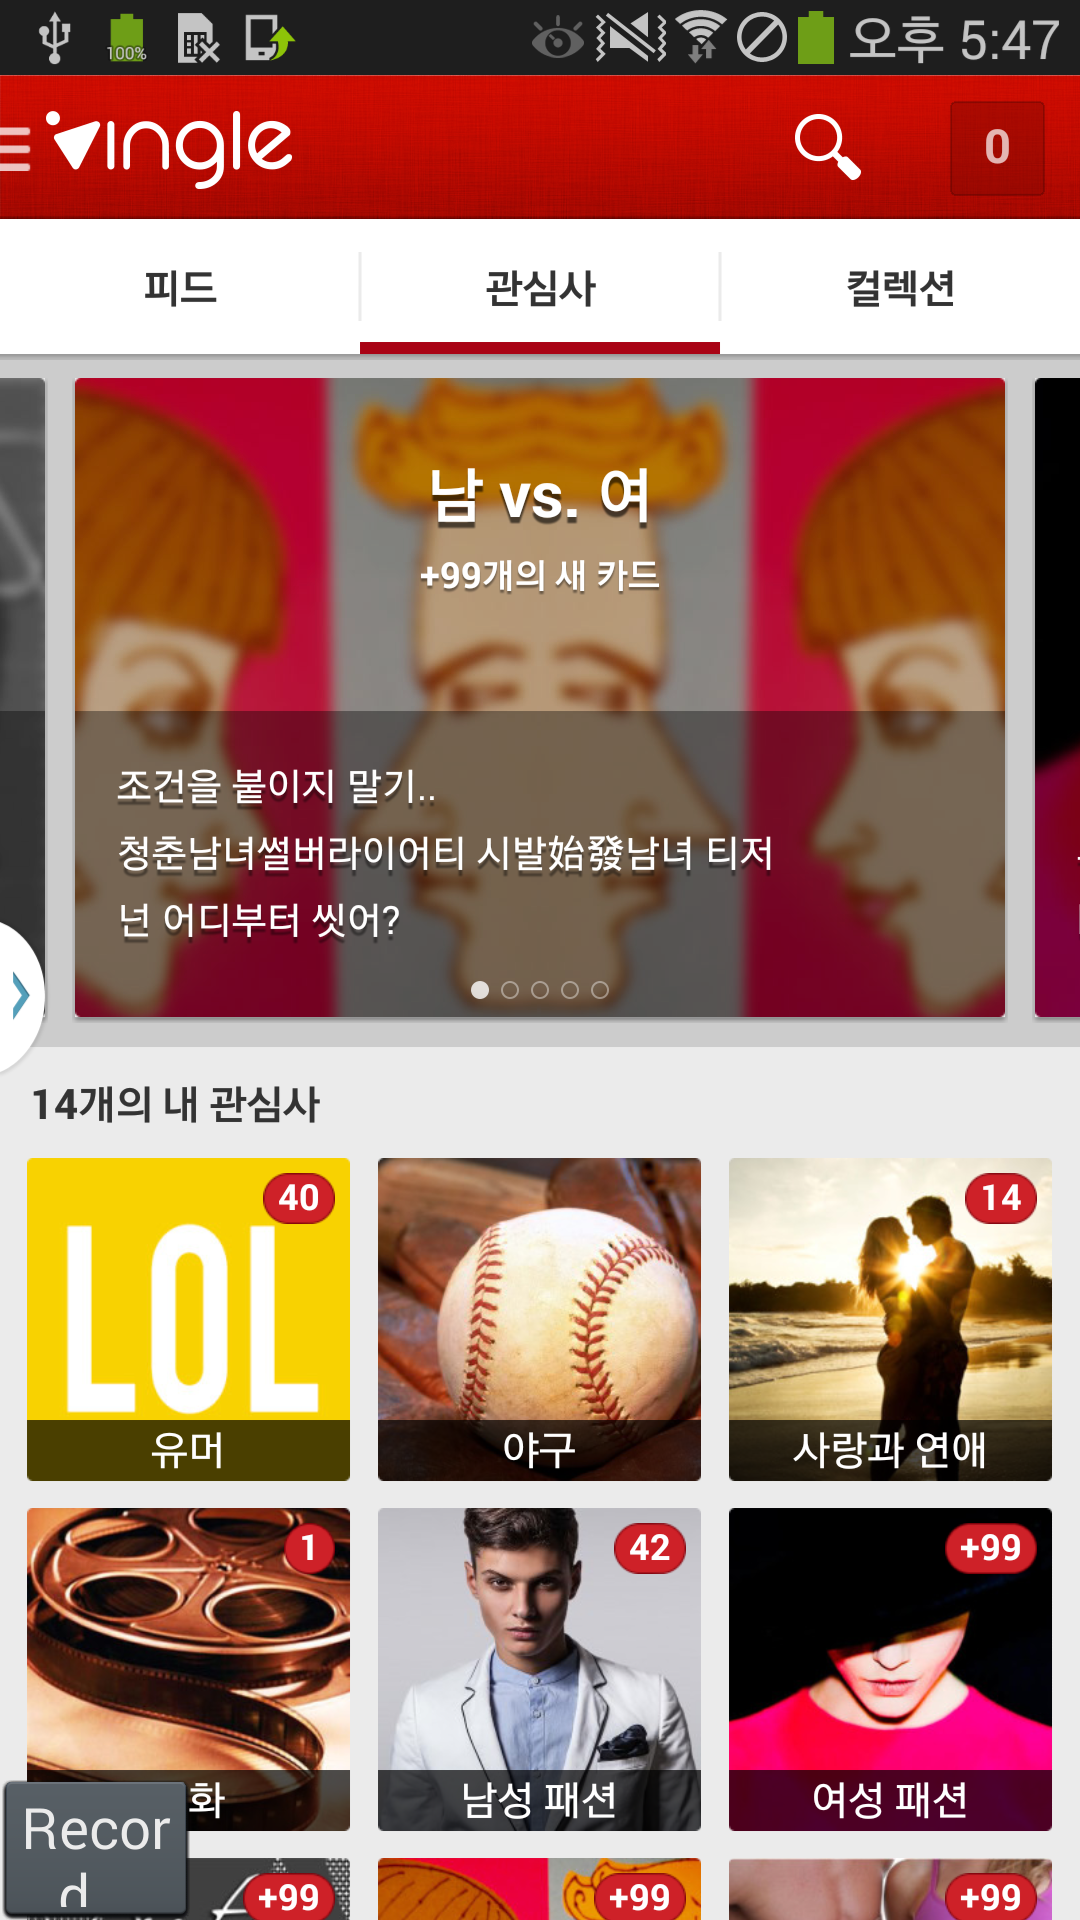 100%
오후 5:47
vingle
0
피드
관심사
컬렉션
남 vs. 여
+99개의 새 카드
조건을 붙이지 말기..
청춘남녀썰버라이어티 시발始發남녀 티저
넌 어디부터 씻어?
14개의 내 관심사
40
14
LOL
유머
야구
사랑과 연애
1
42
+99
화
남성 패션
여성 패션
Recor
d
+99
+99
+99